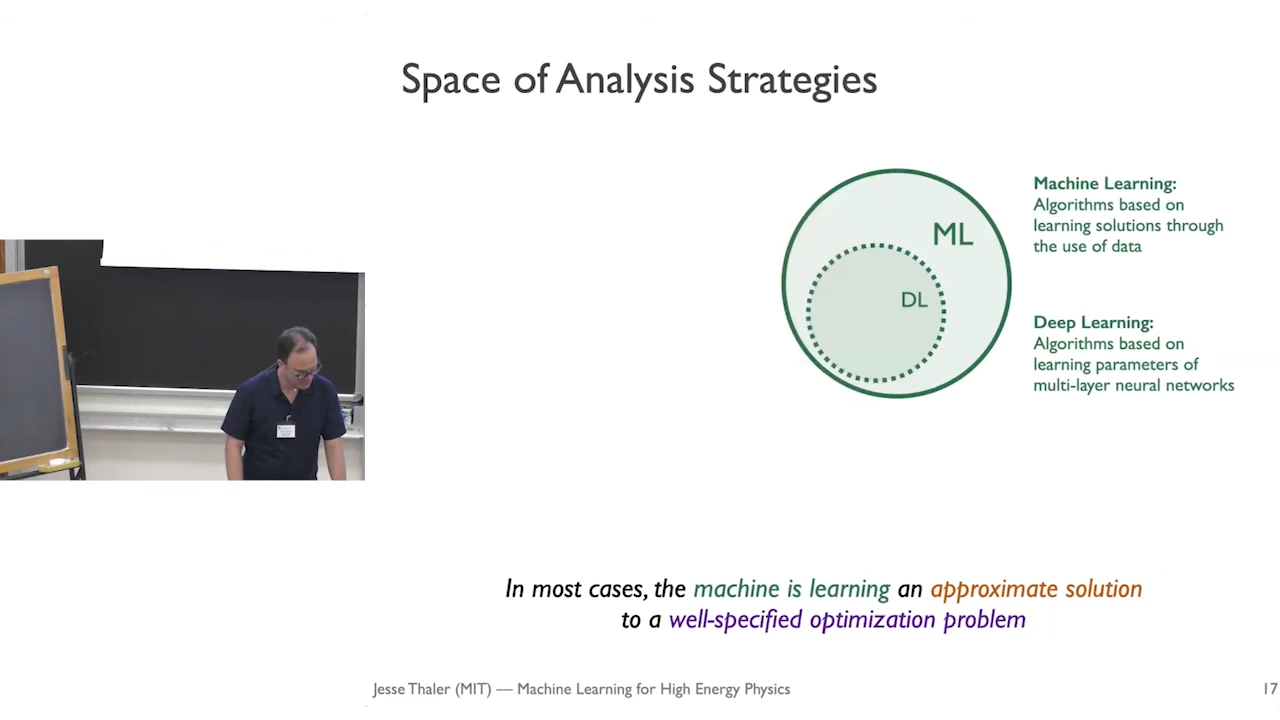 Space of Analysis Strategies
ML
DL
Machine Learning:
Algorithms based on
learning solutions through
the use of data
Deep Learning:
Algorithms based on
learning parameters of
multi-layer neural networks
In most cases, the machine is learning an approximate solution
to a well-specified optimization problem
Jesse Thaler (MIT) — Machine Learning for High Energy Physics
17